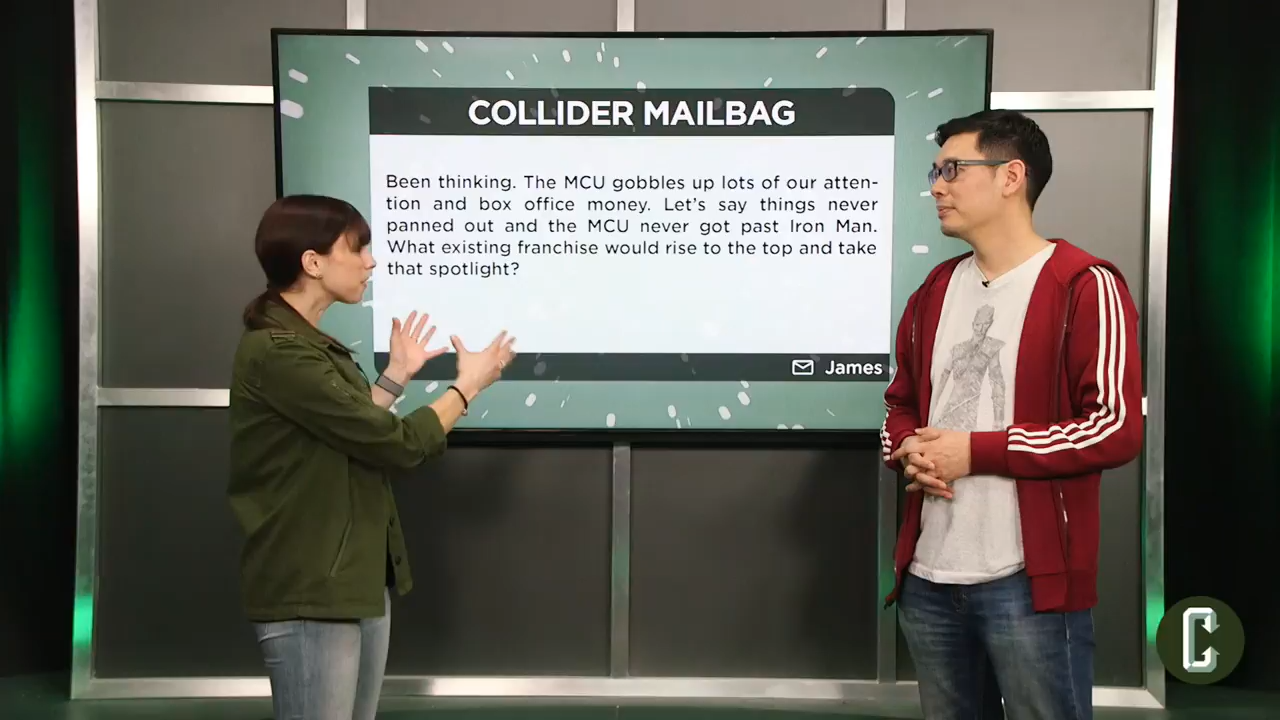 COLLIDER MAILBAG
Been thinking. The MCU gobbles up lots of our atten-
tion and box office money. Let's say things never
panned out and the MCU never got past Iron Man.
What existing franchise would rise to the top and take
that spotlight?
James